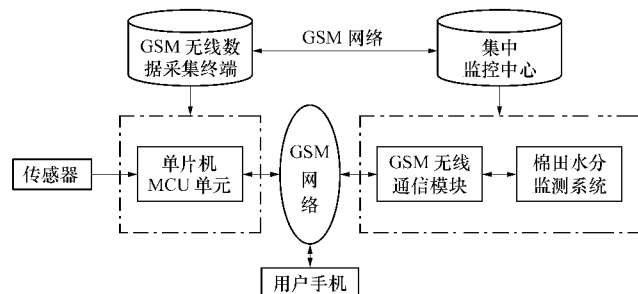 GSM 无线数
据采集终端
GSM 网络
集中
监控中心
传感器
单片机
MCU 单元
GSM
网
络
GSM 无线
通信模块
棉田水分
监测系统
用户手机